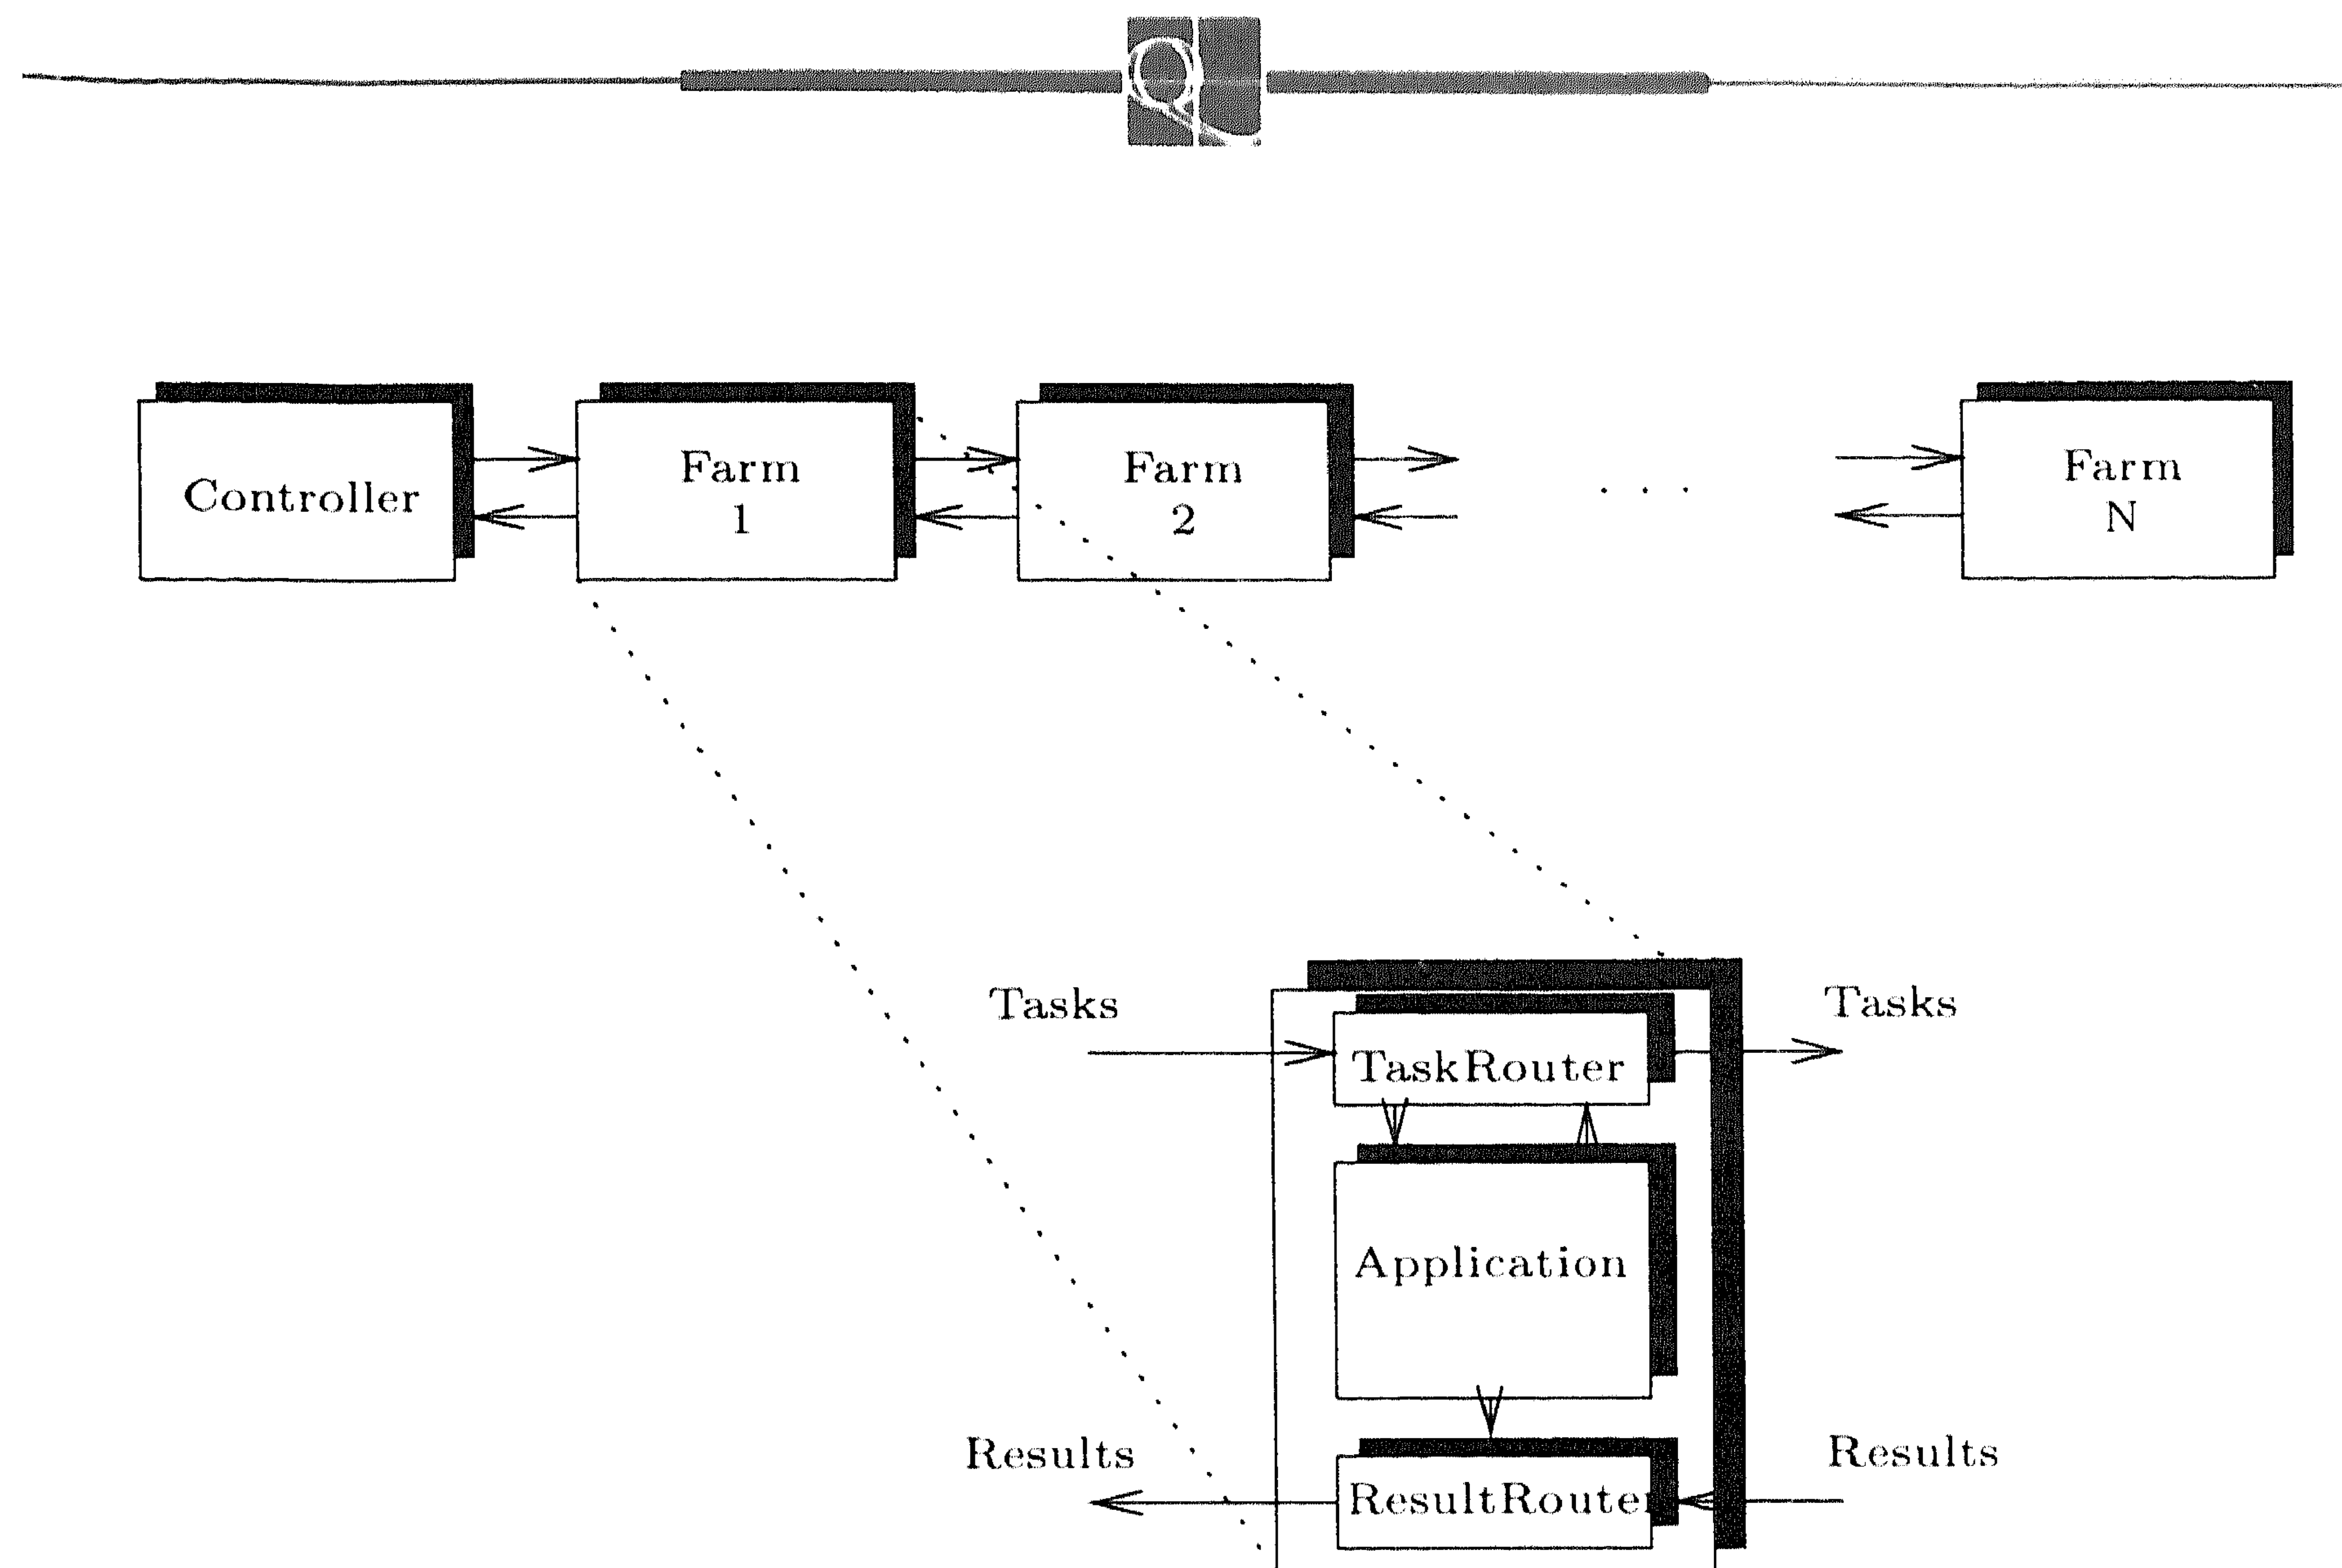 Controller
Farm
1
Farm
2
. . .
Farm
N
Tasks
Tasks
TaskRouter
Application
Results
Results
ResultRouter